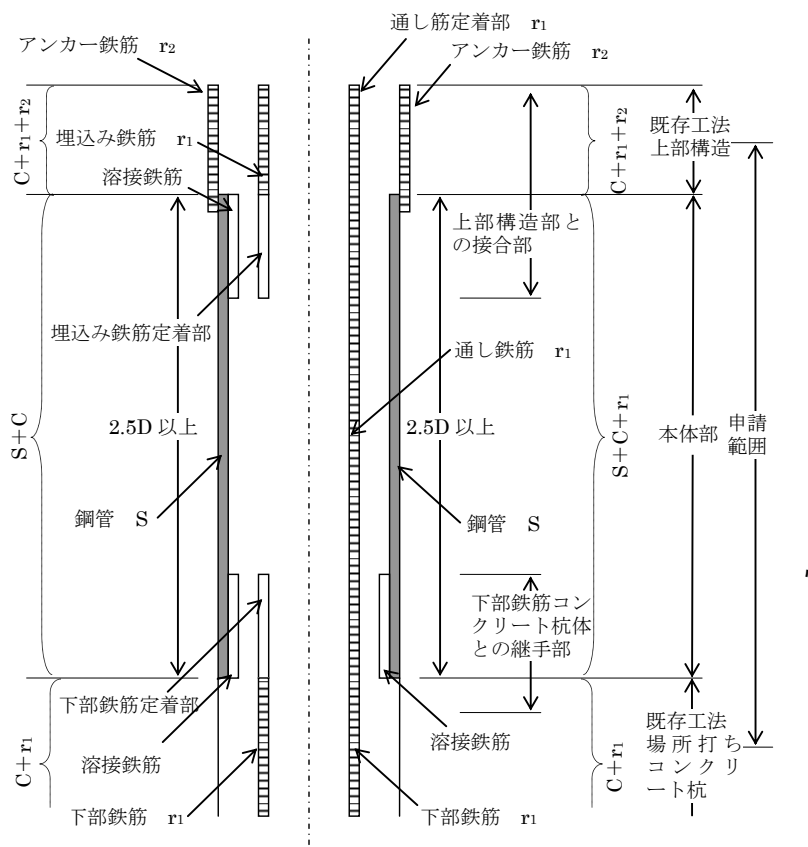 通し筋定着部 r1
アンカー鉄筋 r2
アンカー鉄筋 r2
C+r1+r2
埋込み鉄筋 r1
溶接鉄筋
C+r1+r2
既存工法
上部構造
上部構造部と
の接合部
埋込み鉄筋定着部
通し鉄筋 r1
S+C
2.5D 以上
2.5D 以上
S+C+r1
本体部
申請
範囲
鋼管 S
鋼管 S
下部鉄筋コン
クリート杭体
との継手部
下部鉄筋定着部
溶接鉄筋
溶接鉄筋
C+r1
C+r1
既存工法
場所打ち
コンクリ
ート杭
下部鉄筋 r1
下部鉄筋 r1